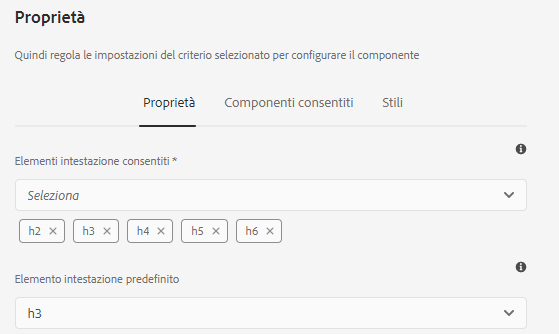 Proprietà
Quindi regola le impostazioni del criterio selezionato per configurare il componente
Proprietà Componenti consentiti Stili
Elementi intestazione consentiti *
Seleziona
h2 × h3 × h4 × h5 × h6 ×
Elemento intestazione predefinito
h3